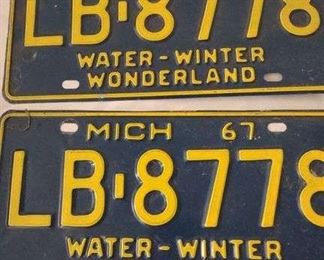 LB-8778
WATER-WINTER
WONDERLAND
MICH 67
LB-8778
WATER-WINTER